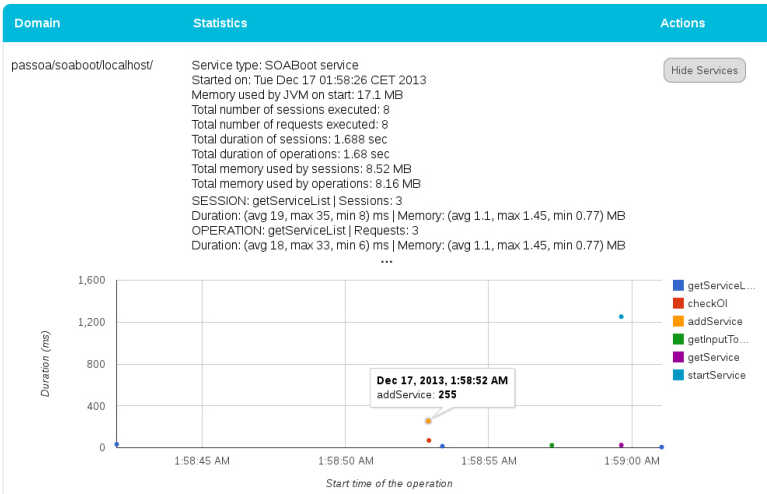 Domain Statistics Actions
passoa/soaboot/localhost/
Service type: SOABoot service
Hide Services
Started on: Tue Dec 17 01:58:26 CET 2013
Memory used by JVM on start: 17.1 MB
Total number of sessions executed: 8
Total number of requests executed: 8
Total duration of sessions: 1.688 sec
Total duration of operations: 1.68 sec
Total memory used by sessions: 8.52 MB
Total memory used by operations: 8.16 MB
SESSION: getServiceList | Sessions: 3
Duration: (avg 19, max 35, min 8) ms | Memory: (avg 1.1, max 1.45, min 0.77) MB
OPERATION: getServiceList | Requests: 3
Duration: (avg 18, max 33, min 6) ms | Memory: (avg 1.1, max 1.45, min 0.77) MB
...
Duration (ms)
1,600
1,200
800
400
0
Dec 17, 2013, 1:58:52 AM
addService: 255
1:58:45 AM 1:58:50 AM 1:58:55 AM 1:59:00 AM
Start time of the operation
getServiceL...
checkOI
addService
getInputTo...
getService
startService